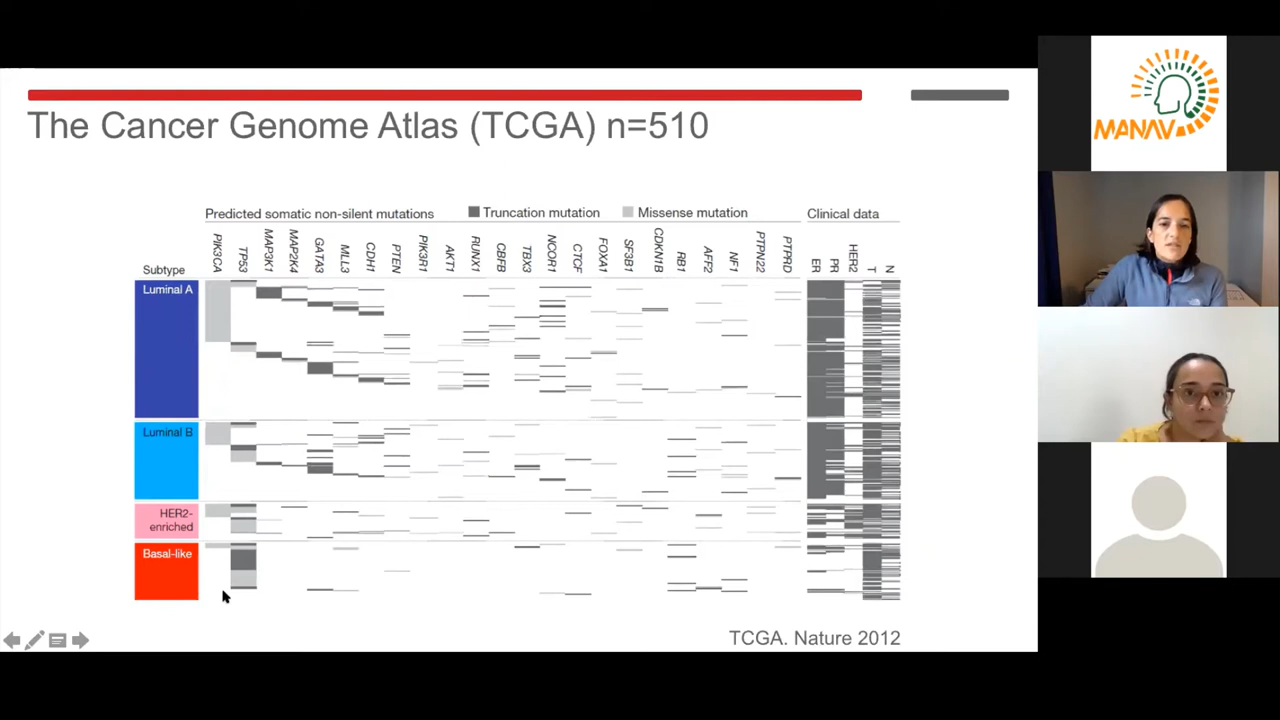 The Cancer Genome Atlas (TCGA) n=510
MANAV
Predicted somatic non-silent mutations
Truncation mutation
Missense mutation
Clinical data
Subtype
PIK3CA
TP53
MAP3K1
MAP2K4
GATA3
MLL3
CDH1
PTEN
PIK3R1
AKT1
RUNX1
CBFB
TBX3
NCOR1
CTCF
FOXA1
SF3B1
CDKN1B
RB1
AFF2
NF1
PTPN22
PTPRD
ER
PR
HER2
T
N
Luminal A
Luminal B
HER2-
enriched
Basal-like
TCGA. Nature 2012